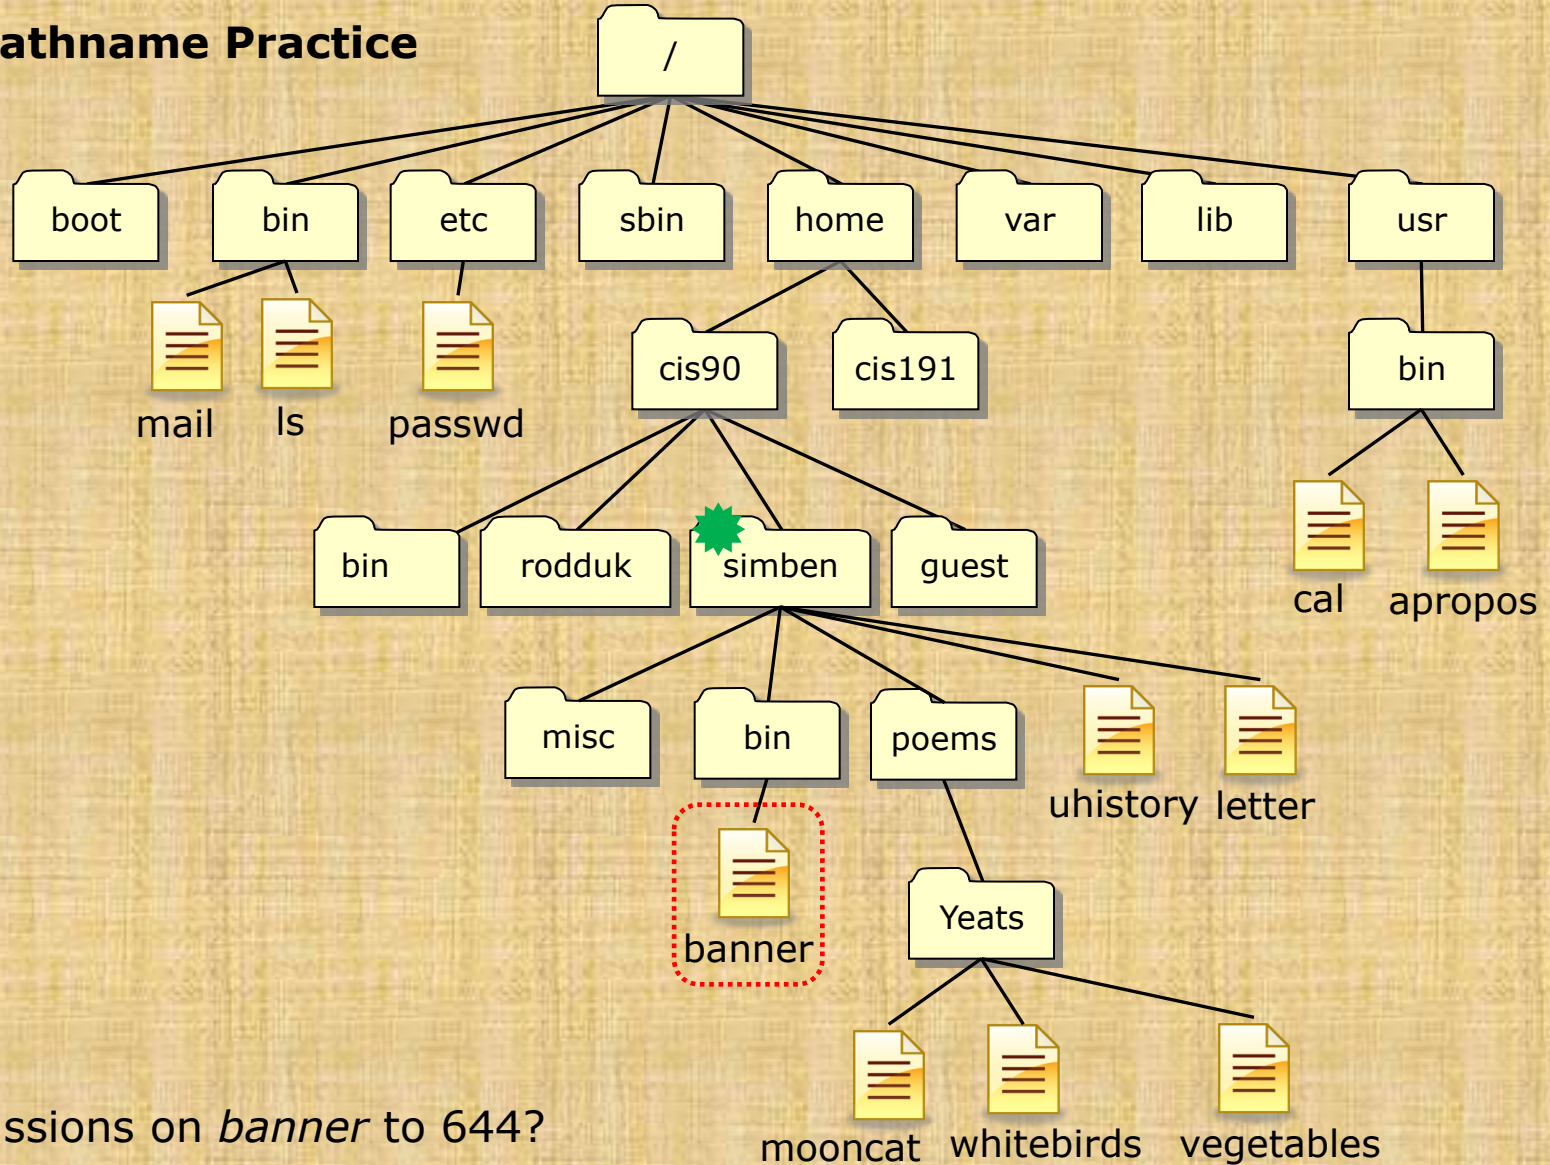 athname Practice
/
boot bin etc sbin home var lib usr
mail ls passwd cis90 cis191 bin
bin rodduk simben guest cal apropos
misc bin poems uhistory letter
banner Yeats
ssions on banner to 644?
mooncat whitebirds vegetables